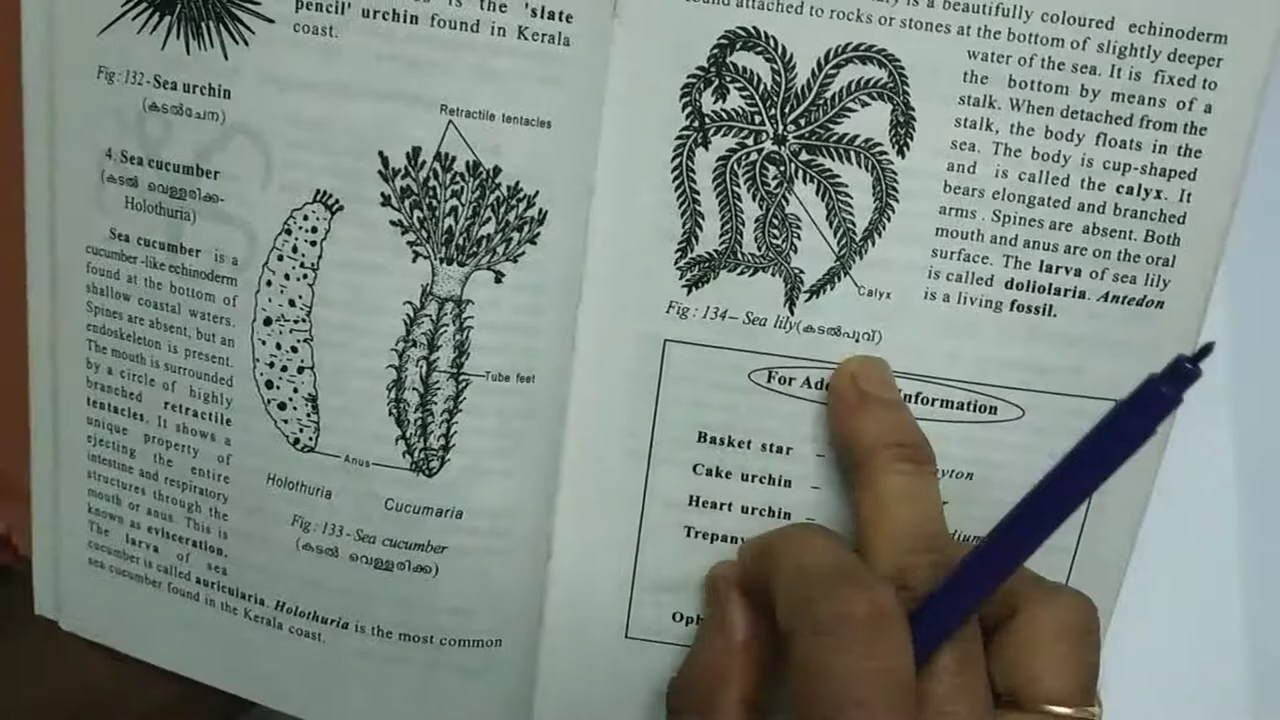 is the 'slate
pencil' urchin found in Kerala
coast.
Fig : 132 - Sea urchin
(കടൽചേന)
4. Sea cucumber
(കടൽ വെള്ളരിക്ക-
Holothuria)
Sea cucumber is a
cucumber -like echinoderm
found at the bottom of
shallow coastal waters.
Spines are absent, but an
endoskeleton is present.
The mouth is surrounded
by a circle of highly
branched retractile
tentacles. It shows a
unique property of
ejecting the entire
intestine and respiratory
structures through the
mouth or anus. This is
known as evisceration.
The larva of sea
cucumber is called auricularia. Holothuria is the most common
sea cucumber found in the Kerala coast.
Retractile tentacles
Tube feet
Anus
Holothuria
Cucumaria
Fig : 133 - Sea cucumber
(കടൽ വെള്ളരിക്ക)
is a beautifully coloured echinoderm
attached to rocks or stones at the bottom of slightly deeper
water of the sea. It is fixed to
the bottom by means of a
stalk. When detached from the
stalk, the body floats in the
sea. The body is cup-shaped
and is called the calyx. It
bears elongated and branched
arms . Spines are absent. Both
mouth and anus are on the oral
surface. The larva of sea lily
is called doliolaria. Antedon
is a living fossil.
Calyx
Fig : 134 – Sea lily(കടൽപൂവ്)
For Information
Basket star –
Cake urchin –
Heart urchin –